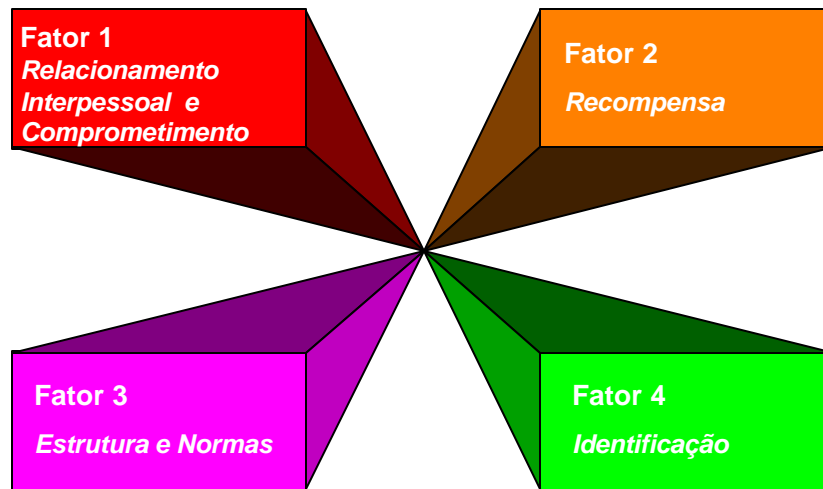 Fator 1
Relacionamento
Interpessoal e
Comprometimento
Fator 2
Recompensa
Fator 3
Estrutura e Normas
Fator 4
Identificação